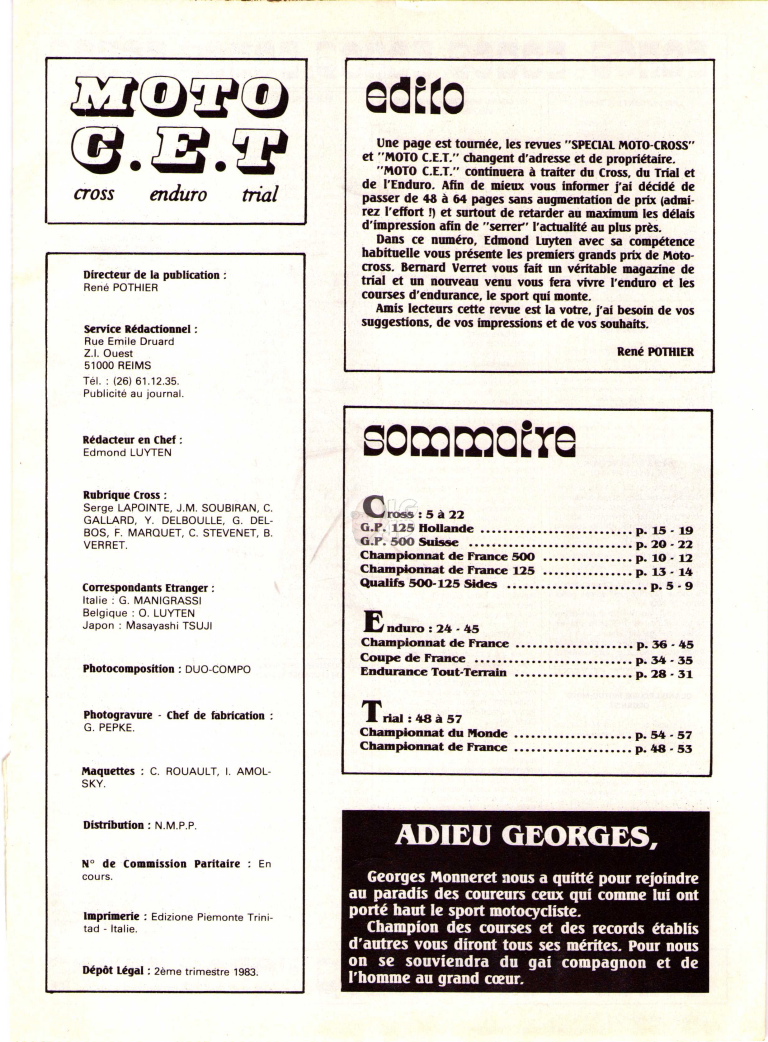 MOTO
C.E.T
cross enduro trial
Directeur de la publication :
René POTHIER
Service Rédactionnel :
Rue Emile Druard
Z.I. Ouest
51000 REIMS
Tél. : (26) 61.12.35.
Publicité au journal.
Rédacteur en Chef :
Edmond LUYTEN
Rubrique Cross :
Serge LAPOINTE, J.M. SOUBIRAN, C.
GALLARD, Y. DELBOULLE, G. DEL-
BOS, F. MARQUET, C. STEVENET, B.
VERRET.
Correspondants Etranger :
Italie : G. MANIGRASSI
Belgique : O. LUYTEN
Japon : Masayashi TSUJI
Photocomposition : DUO-COMPO
Photogravure - Chef de fabrication :
G. PEPKE.
Maquettes : C. ROUAULT, I. AMOL-
SKY.
Distribution : N.M.P.P.
N° de Commission Paritaire : En
cours.
Imprimerie : Edizione Piemonte Trini-
tad - Italie.
Dépôt Légal : 2ème trimestre 1983.
edito
Une page est tournée, les revues "SPECIAL MOTO-CROSS"
et "MOTO C.E.T." changent d'adresse et de propriétaire.
"MOTO C.E.T." continuera à traiter du Cross, du Trial et
de l'Enduro. Afin de mieux vous informer j'ai décidé de
passer de 48 à 64 pages sans augmentation de prix (admi-
rez l'effort !) et surtout de retarder au maximum les délais
d'impression afin de "serrer" l'actualité au plus près.
Dans ce numéro, Edmond Luyten avec sa compétence
habituelle vous présente les premiers grands prix de Moto-
cross. Bernard Verret vous fait un véritable magazine de
trial et un nouveau venu vous fera vivre l'enduro et les
courses d'endurance, le sport qui monte.
Amis lecteurs cette revue est la votre, j'ai besoin de vos
suggestions, de vos impressions et de vos souhaits.
René POTHIER
sommaire
Cross : 5 à 22
G.P. 125 Hollande ........................... p. 15 - 19
G.P. 500 Suisse ............................. p. 20 - 22
Championnat de France 500 ................ p. 10 - 12
Championnat de France 125 ................ p. 13 - 14
Qualifs 500-125 Sides ......................... p. 5 - 9
Enduro : 24 - 45
Championnat de France ..................... p. 36 - 45
Coupe de France ............................ p. 34 - 35
Endurance Tout-Terrain ..................... p. 28 - 31
Trial : 48 à 57
Championnat du Monde ..................... p. 54 - 57
Championnat de France ..................... p. 48 - 53
ADIEU GEORGES,
Georges Monneret nous a quitté pour rejoindre
au paradis des coureurs ceux qui comme lui ont
porté haut le sport motocycliste.
Champion des courses et des records établis
d'autres vous diront tous ses mérites. Pour nous
on se souviendra du gai compagnon et de
l'homme au grand cœur.